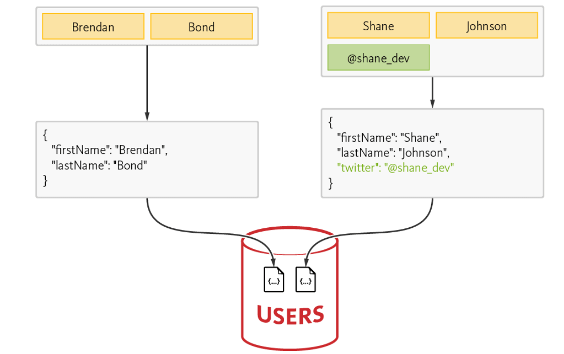 Brendan Bond
Shane Johnson
@shane_dev
{
"firstName": "Brendan",
"lastName": "Bond"
}
{
"firstName": "Shane",
"lastName": "Johnson",
"twitter": "@shane_dev"
}
{...} {...}
USERS